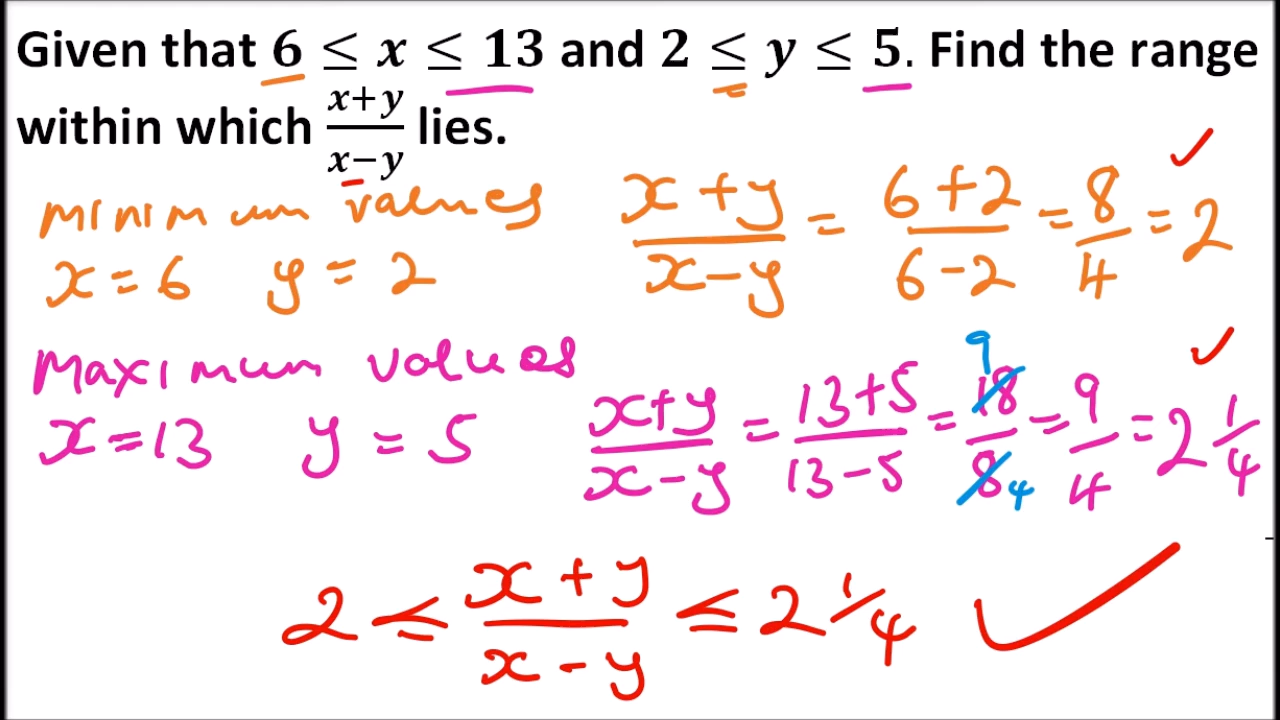 Given that 6 ≤ x ≤ 13 and 2 ≤ y ≤ 5. Find the range
within which (x+y)/(x−y) lies.
minimum values
x = 6 y = 2
(x+y)/(x−y) = (6+2)/(6−2) = 8/4 = 2 ✓
Maximum values
x = 13 y = 5
(x+y)/(x−y) = (13+5)/(13−5) = 18/8 9/4 = 9/4 = 2 1/4 ✓
2 ≤ (x+y)/(x−y) ≤ 2 1/4 ✓